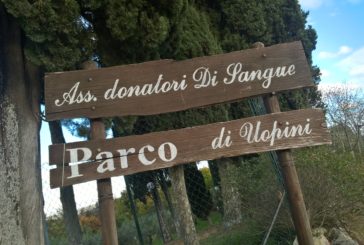 Ass. donatori Di Sangue
Parco di Uopini